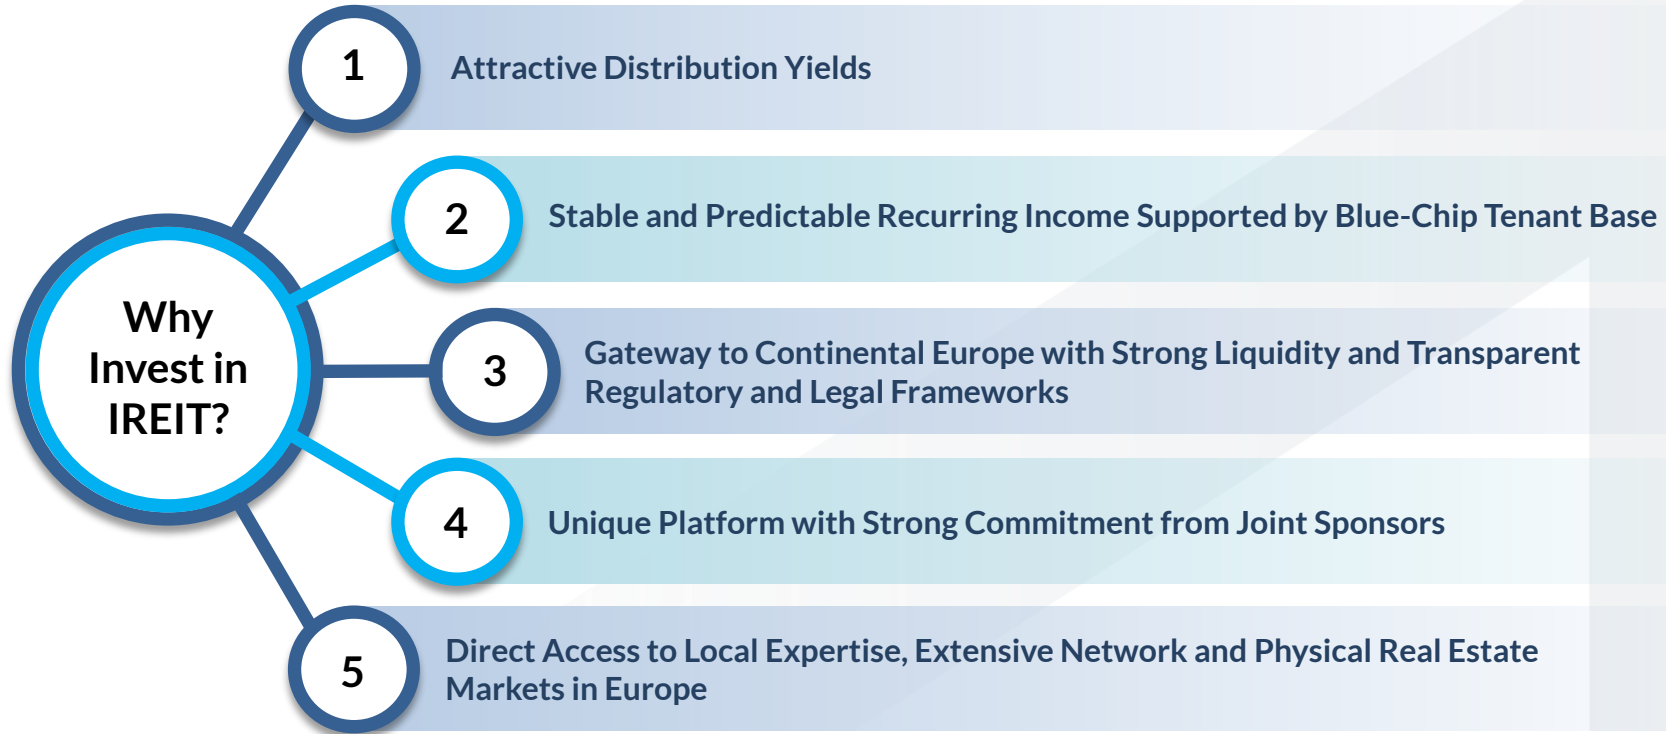 Why
Invest in
IREIT?
1
Attractive Distribution Yields
2
Stable and Predictable Recurring Income Supported by Blue-Chip Tenant Base
3
Gateway to Continental Europe with Strong Liquidity and Transparent
Regulatory and Legal Frameworks
4
Unique Platform with Strong Commitment from Joint Sponsors
5
Direct Access to Local Expertise, Extensive Network and Physical Real Estate
Markets in Europe